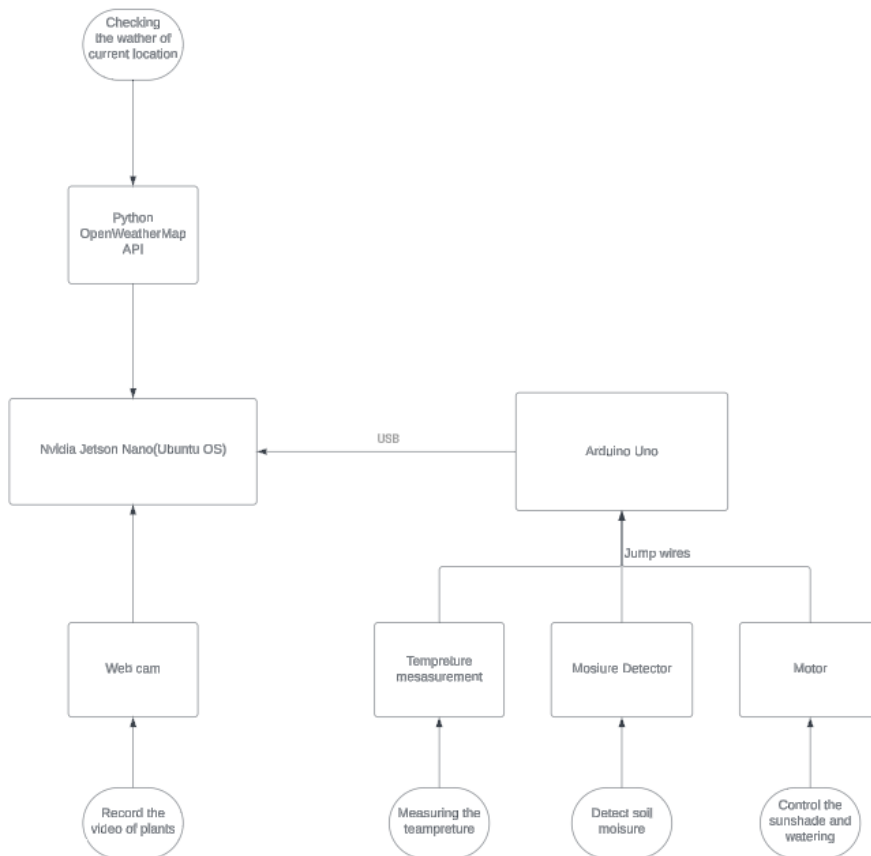 Checking
the wather of
current location
Python
OpenWeatherMap
API
Nvidia Jetson Nano(Ubuntu OS)
USB
Arduino Uno
Jump wires
Web cam
Tempreture
mesasurement
Mosiure Detector
Motor
Record the
video of plants
Measuring the
teampreture
Detect soil
moisure
Control the
sunshade and
watering